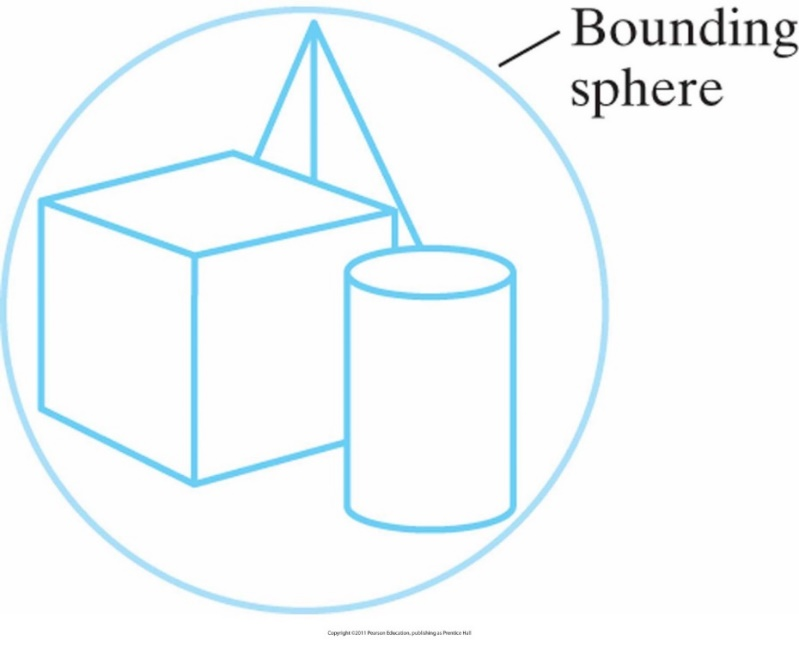 Bounding
sphere
Copyright ©2011 Pearson Education, publishing as Prentice Hall